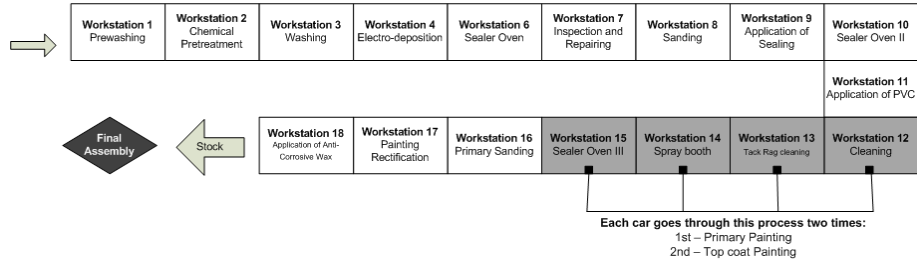 Workstation 1
Prewashing
Workstation 2
Chemical
Pretreatment
Workstation 3
Washing
Workstation 4
Electro-deposition
Workstation 6
Sealer Oven
Workstation 7
Inspection and
Repairing
Workstation 8
Sanding
Workstation 9
Application of
Sealing
Workstation 10
Sealer Oven II
Workstation 11
Application of PVC
Final
Assembly
Stock
Workstation 18
Application of Anti-
Corrosive Wax
Workstation 17
Painting
Rectification
Workstation 16
Primary Sanding
Workstation 15
Sealer Oven III
Workstation 14
Spray booth
Workstation 13
Tack Rag cleaning
Workstation 12
Cleaning
Each car goes through this process two times:
1st – Primary Painting
2nd – Top coat Painting